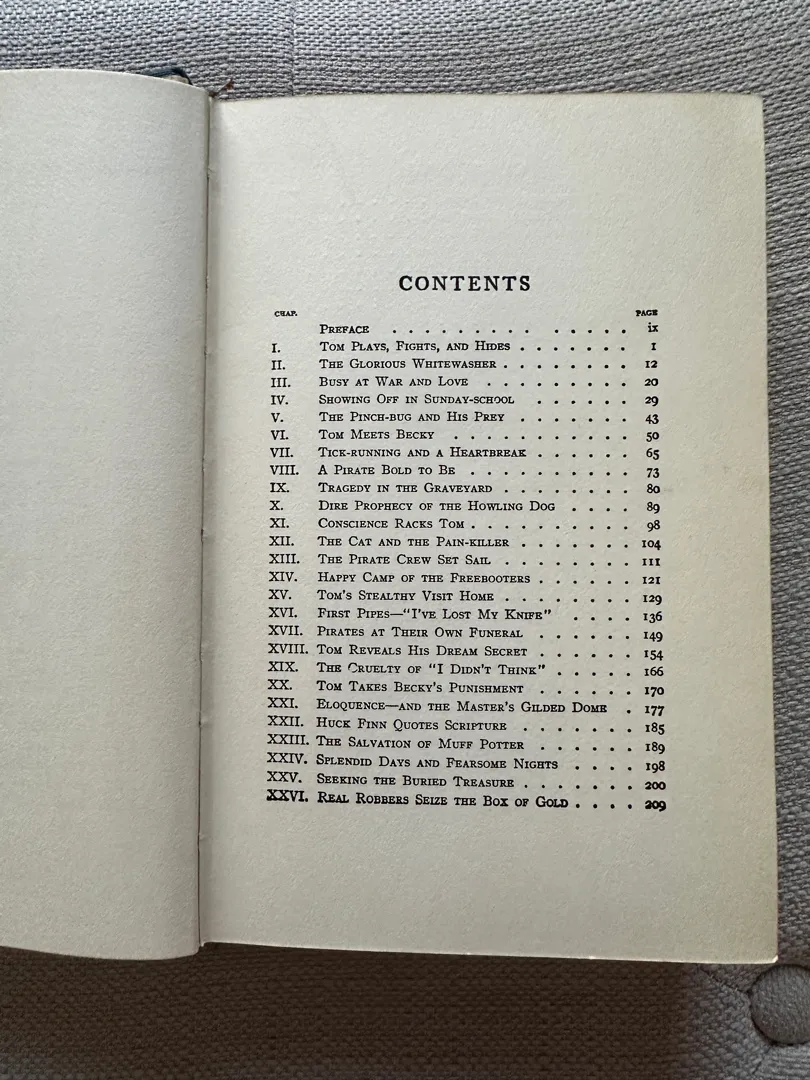 CONTENTS
CHAP. PAGE
PREFACE . . . . . . . . . . . . . . ix
I. TOM PLAYS, FIGHTS, AND HIDES . . . . . . . 1
II. THE GLORIOUS WHITEWASHER . . . . . . . . 12
III. BUSY AT WAR AND LOVE . . . . . . . . 20
IV. SHOWING OFF IN SUNDAY-SCHOOL . . . . . . 29
V. THE PINCH-BUG AND HIS PREY . . . . . . . 43
VI. TOM MEETS BECKY . . . . . . . . . . 50
VII. TICK-RUNNING AND A HEARTBREAK . . . . . . 65
VIII. A PIRATE BOLD TO BE . . . . . . . . . 73
IX. TRAGEDY IN THE GRAVEYARD . . . . . . . . 80
X. DIRE PROPHECY OF THE HOWLING DOG . . . . 89
XI. CONSCIENCE RACKS TOM . . . . . . . . . 98
XII. THE CAT AND THE PAIN-KILLER . . . . . . . 104
XIII. THE PIRATE CREW SET SAIL . . . . . . . . 111
XIV. HAPPY CAMP OF THE FREEBOOTERS . . . . . . 121
XV. TOM'S STEALTHY VISIT HOME . . . . . . . . 129
XVI. FIRST PIPES—"I'VE LOST MY KNIFE" . . . . 136
XVII. PIRATES AT THEIR OWN FUNERAL . . . . . . 149
XVIII. TOM REVEALS HIS DREAM SECRET . . . . . . 154
XIX. THE CRUELTY OF "I DIDN'T THINK" . . . . . 166
XX. TOM TAKES BECKY'S PUNISHMENT . . . . . . 170
XXI. ELOQUENCE—AND THE MASTER'S GILDED DOME . 177
XXII. HUCK FINN QUOTES SCRIPTURE . . . . . . . 185
XXIII. THE SALVATION OF MUFF POTTER . . . . . . 189
XXIV. SPLENDID DAYS AND FEARSOME NIGHTS . . . . 198
XXV. SEEKING THE BURIED TREASURE . . . . . . . 200
XXVI. REAL ROBBERS SEIZE THE BOX OF GOLD . . . . 209